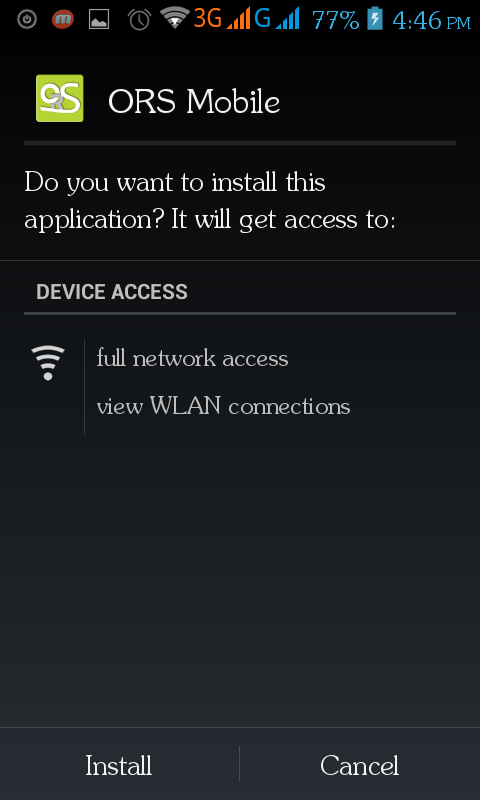 3G G 77% 4:46 PM
ORS ORS Mobile
Do you want to install this
application? It will get access to:
DEVICE ACCESS
full network access
view WLAN connections
Install Cancel